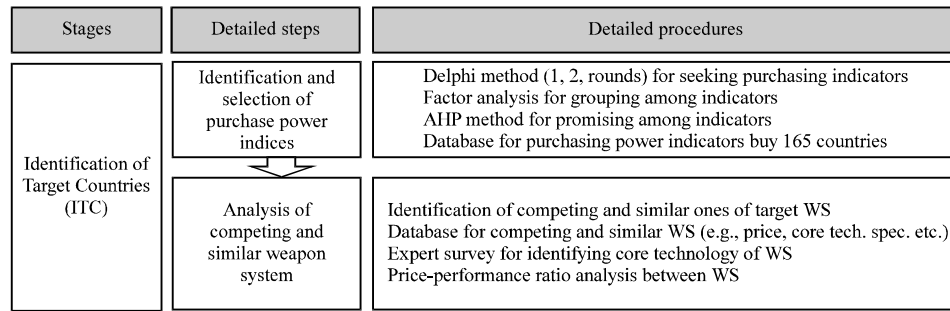 Stages
Detailed steps
Detailed procedures
Identification of
Target Countries
(ITC)
Identification and
selection of
purchase power
indices
Delphi method (1, 2, rounds) for seeking purchasing indicators
Factor analysis for grouping among indicators
AHP method for promising among indicators
Database for purchasing power indicators buy 165 countries
Analysis of
competing and
similar weapon
system
Identification of competing and similar ones of target WS
Database for competing and similar WS (e.g., price, core tech. spec. etc.)
Expert survey for identifying core technology of WS
Price-performance ratio analysis between WS